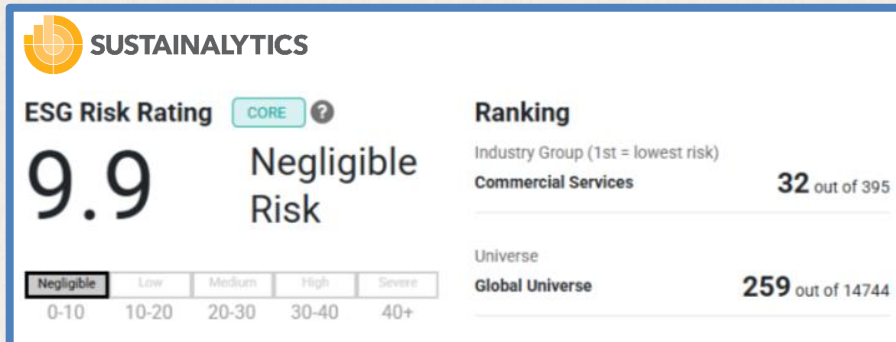 SUSTAINALYTICS
ESG Risk Rating CORE ?
9.9 Negligible
Risk
Negligible Low Medium High Severe
0-10 10-20 20-30 30-40 40+
Ranking
Industry Group (1st = lowest risk)
Commercial Services 32 out of 395
Universe
Global Universe 259 out of 14744